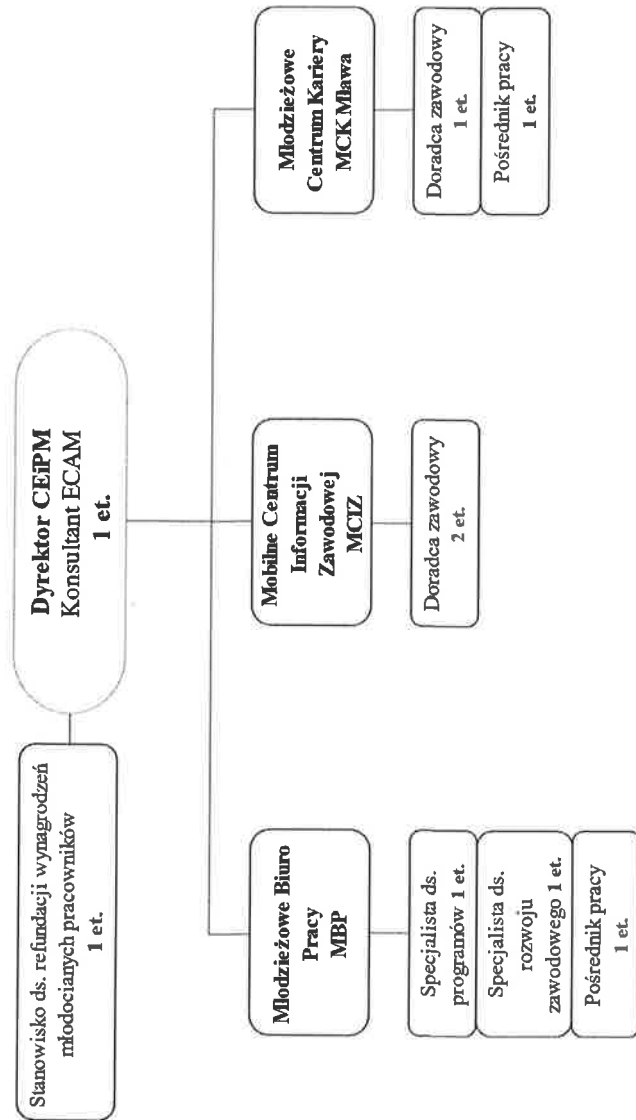 Dyrektor CEiPM
Konsultant ECAM
1 et.
Stanowisko ds. refundacji wynagrodzeń
młodocianych pracowników
1 et.
Młodzieżowe Biuro
Pracy
MBP
Specjalista ds.
programów 1 et.
Specjalista ds.
rozwoju
zawodowego 1 et.
Pośrednik pracy
1 et.
Mobilne Centrum
Informacji
Zawodowej
MCIZ
Doradca zawodowy
2 et.
Młodzieżowe
Centrum Kariery
MCK Mława
Doradca zawodowy
1 et.
Pośrednik pracy
1 et.